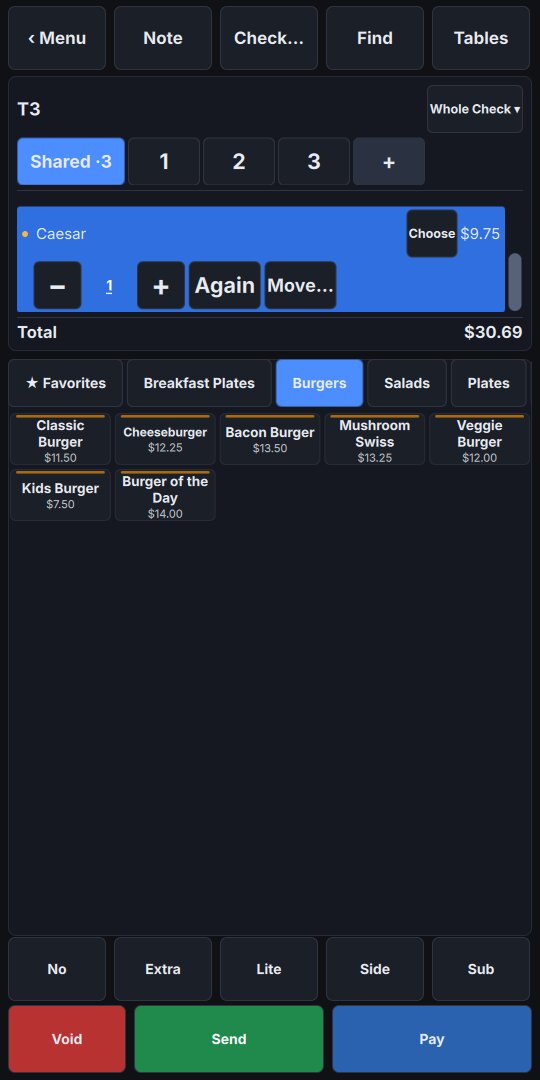 ‹ Menu Note Check... Find Tables
T3 Whole Check ▾
Shared ·3 1 2 3 +
Caesar Choose $9.75
− 1 + Again Move...
Total $30.69
★ Favorites Breakfast Plates Burgers Salads Plates
Classic Burger $11.50
Cheeseburger $12.25
Bacon Burger $13.50
Mushroom Swiss $13.25
Veggie Burger $12.00
Kids Burger $7.50
Burger of the Day $14.00
No Extra Lite Side Sub
Void Send Pay